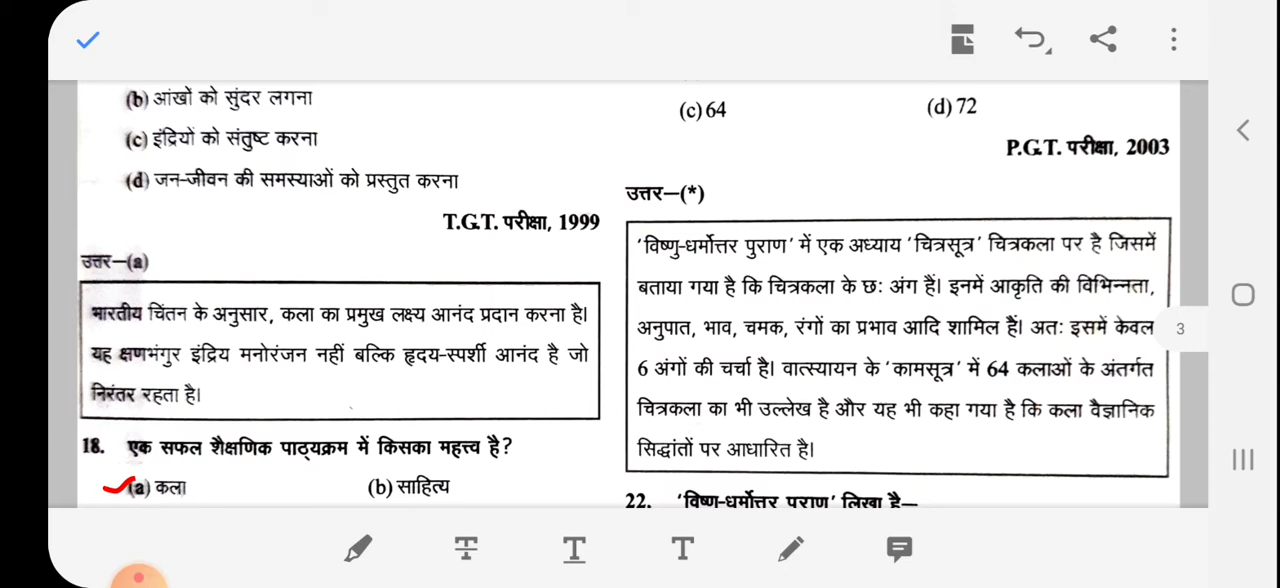 (b) आंखों को सुंदर लगना
(c) इंद्रियों को संतुष्ट करना
(d) जन-जीवन की समस्याओं को प्रस्तुत करना
T.G.T. परीक्षा, 1999
उत्तर—(a)
भारतीय चिंतन के अनुसार, कला का प्रमुख लक्ष्य आनंद प्रदान करना है।
यह क्षणभंगुर इंद्रिय मनोरंजन नहीं बल्कि हृदय-स्पर्शी आनंद है जो
निरंतर रहता है।
18. एक सफल शैक्षणिक पाठ्यक्रम में किसका महत्त्व है?
(a) कला (b) साहित्य
(c) 64 (d) 72
P.G.T. परीक्षा, 2003
उत्तर—(*)
'विष्णु-धर्मोत्तर पुराण' में एक अध्याय 'चित्रसूत्र' चित्रकला पर है जिसमें
बताया गया है कि चित्रकला के छः अंग हैं। इनमें आकृति की विभिन्नता,
अनुपात, भाव, चमक, रंगों का प्रभाव आदि शामिल हैं। अतः इसमें केवल
6 अंगों की चर्चा है। वात्स्यायन के 'कामसूत्र' में 64 कलाओं के अंतर्गत
चित्रकला का भी उल्लेख है और यह भी कहा गया है कि कला वैज्ञानिक
सिद्धांतों पर आधारित है।
22. 'विष्णु-धर्मोत्तर पुराण' लिखा है—
3
T T T